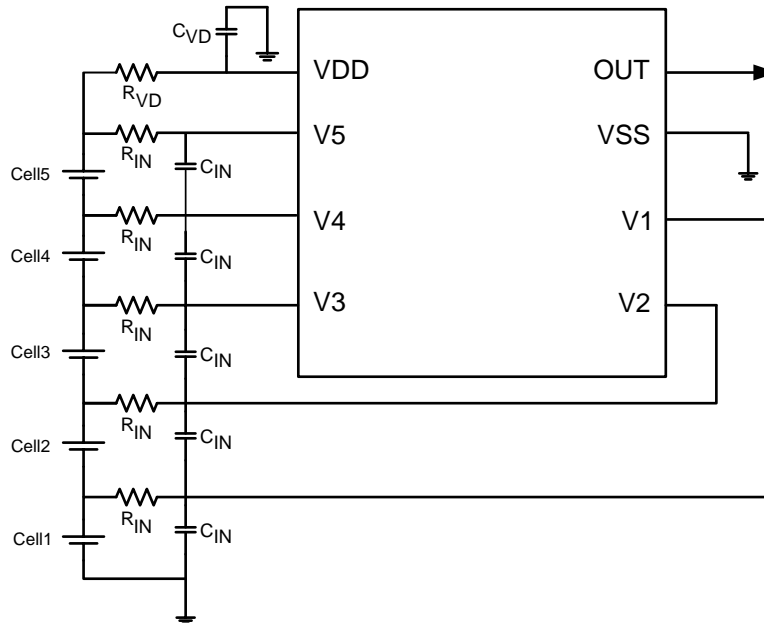 CVD
VDD
OUT
RVD
V5
VSS
RIN
CIN
Cell5
V4
V1
RIN
Cell4
CIN
V3
V2
RIN
Cell3
CIN
RIN
Cell2
CIN
RIN
Cell1
CIN